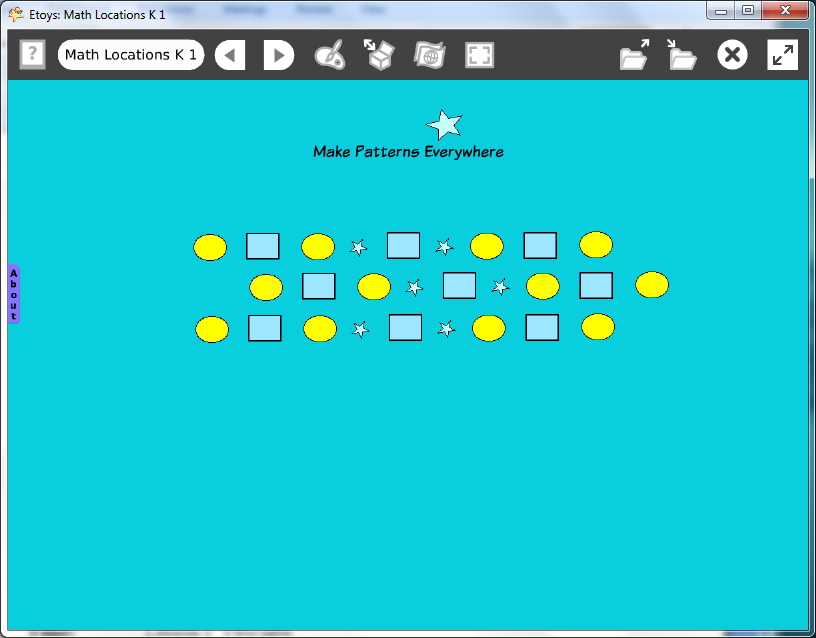 Etoys: Math Locations K 1
Math Locations K 1
Make Patterns Everywhere
About